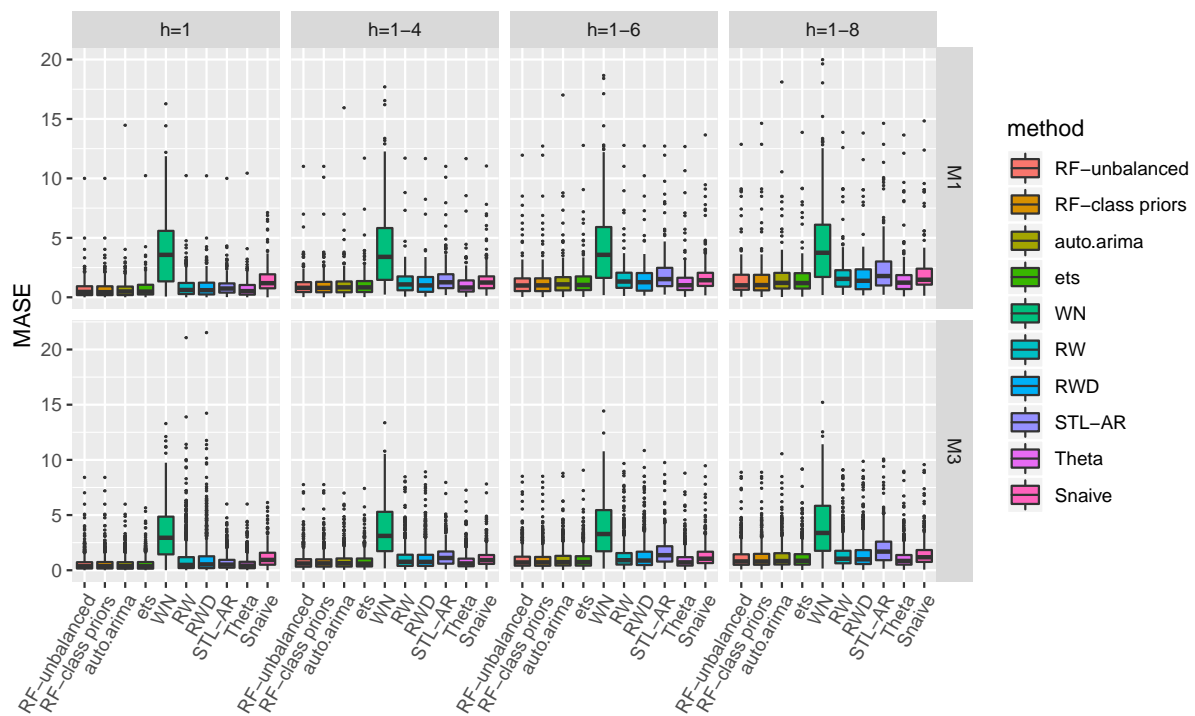 h=1
h=1−4
h=1−6
h=1−8
MASE
20
15
10
5
0
M1
20
15
10
5
0
M3
RF−unbalanced
RF−class priors
auto.arima
ets
WN
RW
RWD
STL−AR
Theta
Snaive
RF−unbalanced
RF−class priors
auto.arima
ets
WN
RW
RWD
STL−AR
Theta
Snaive
RF−unbalanced
RF−class priors
auto.arima
ets
WN
RW
RWD
STL−AR
Theta
Snaive
RF−unbalanced
RF−class priors
auto.arima
ets
WN
RW
RWD
STL−AR
Theta
Snaive
method
RF−unbalanced
RF−class priors
auto.arima
ets
WN
RW
RWD
STL−AR
Theta
Snaive